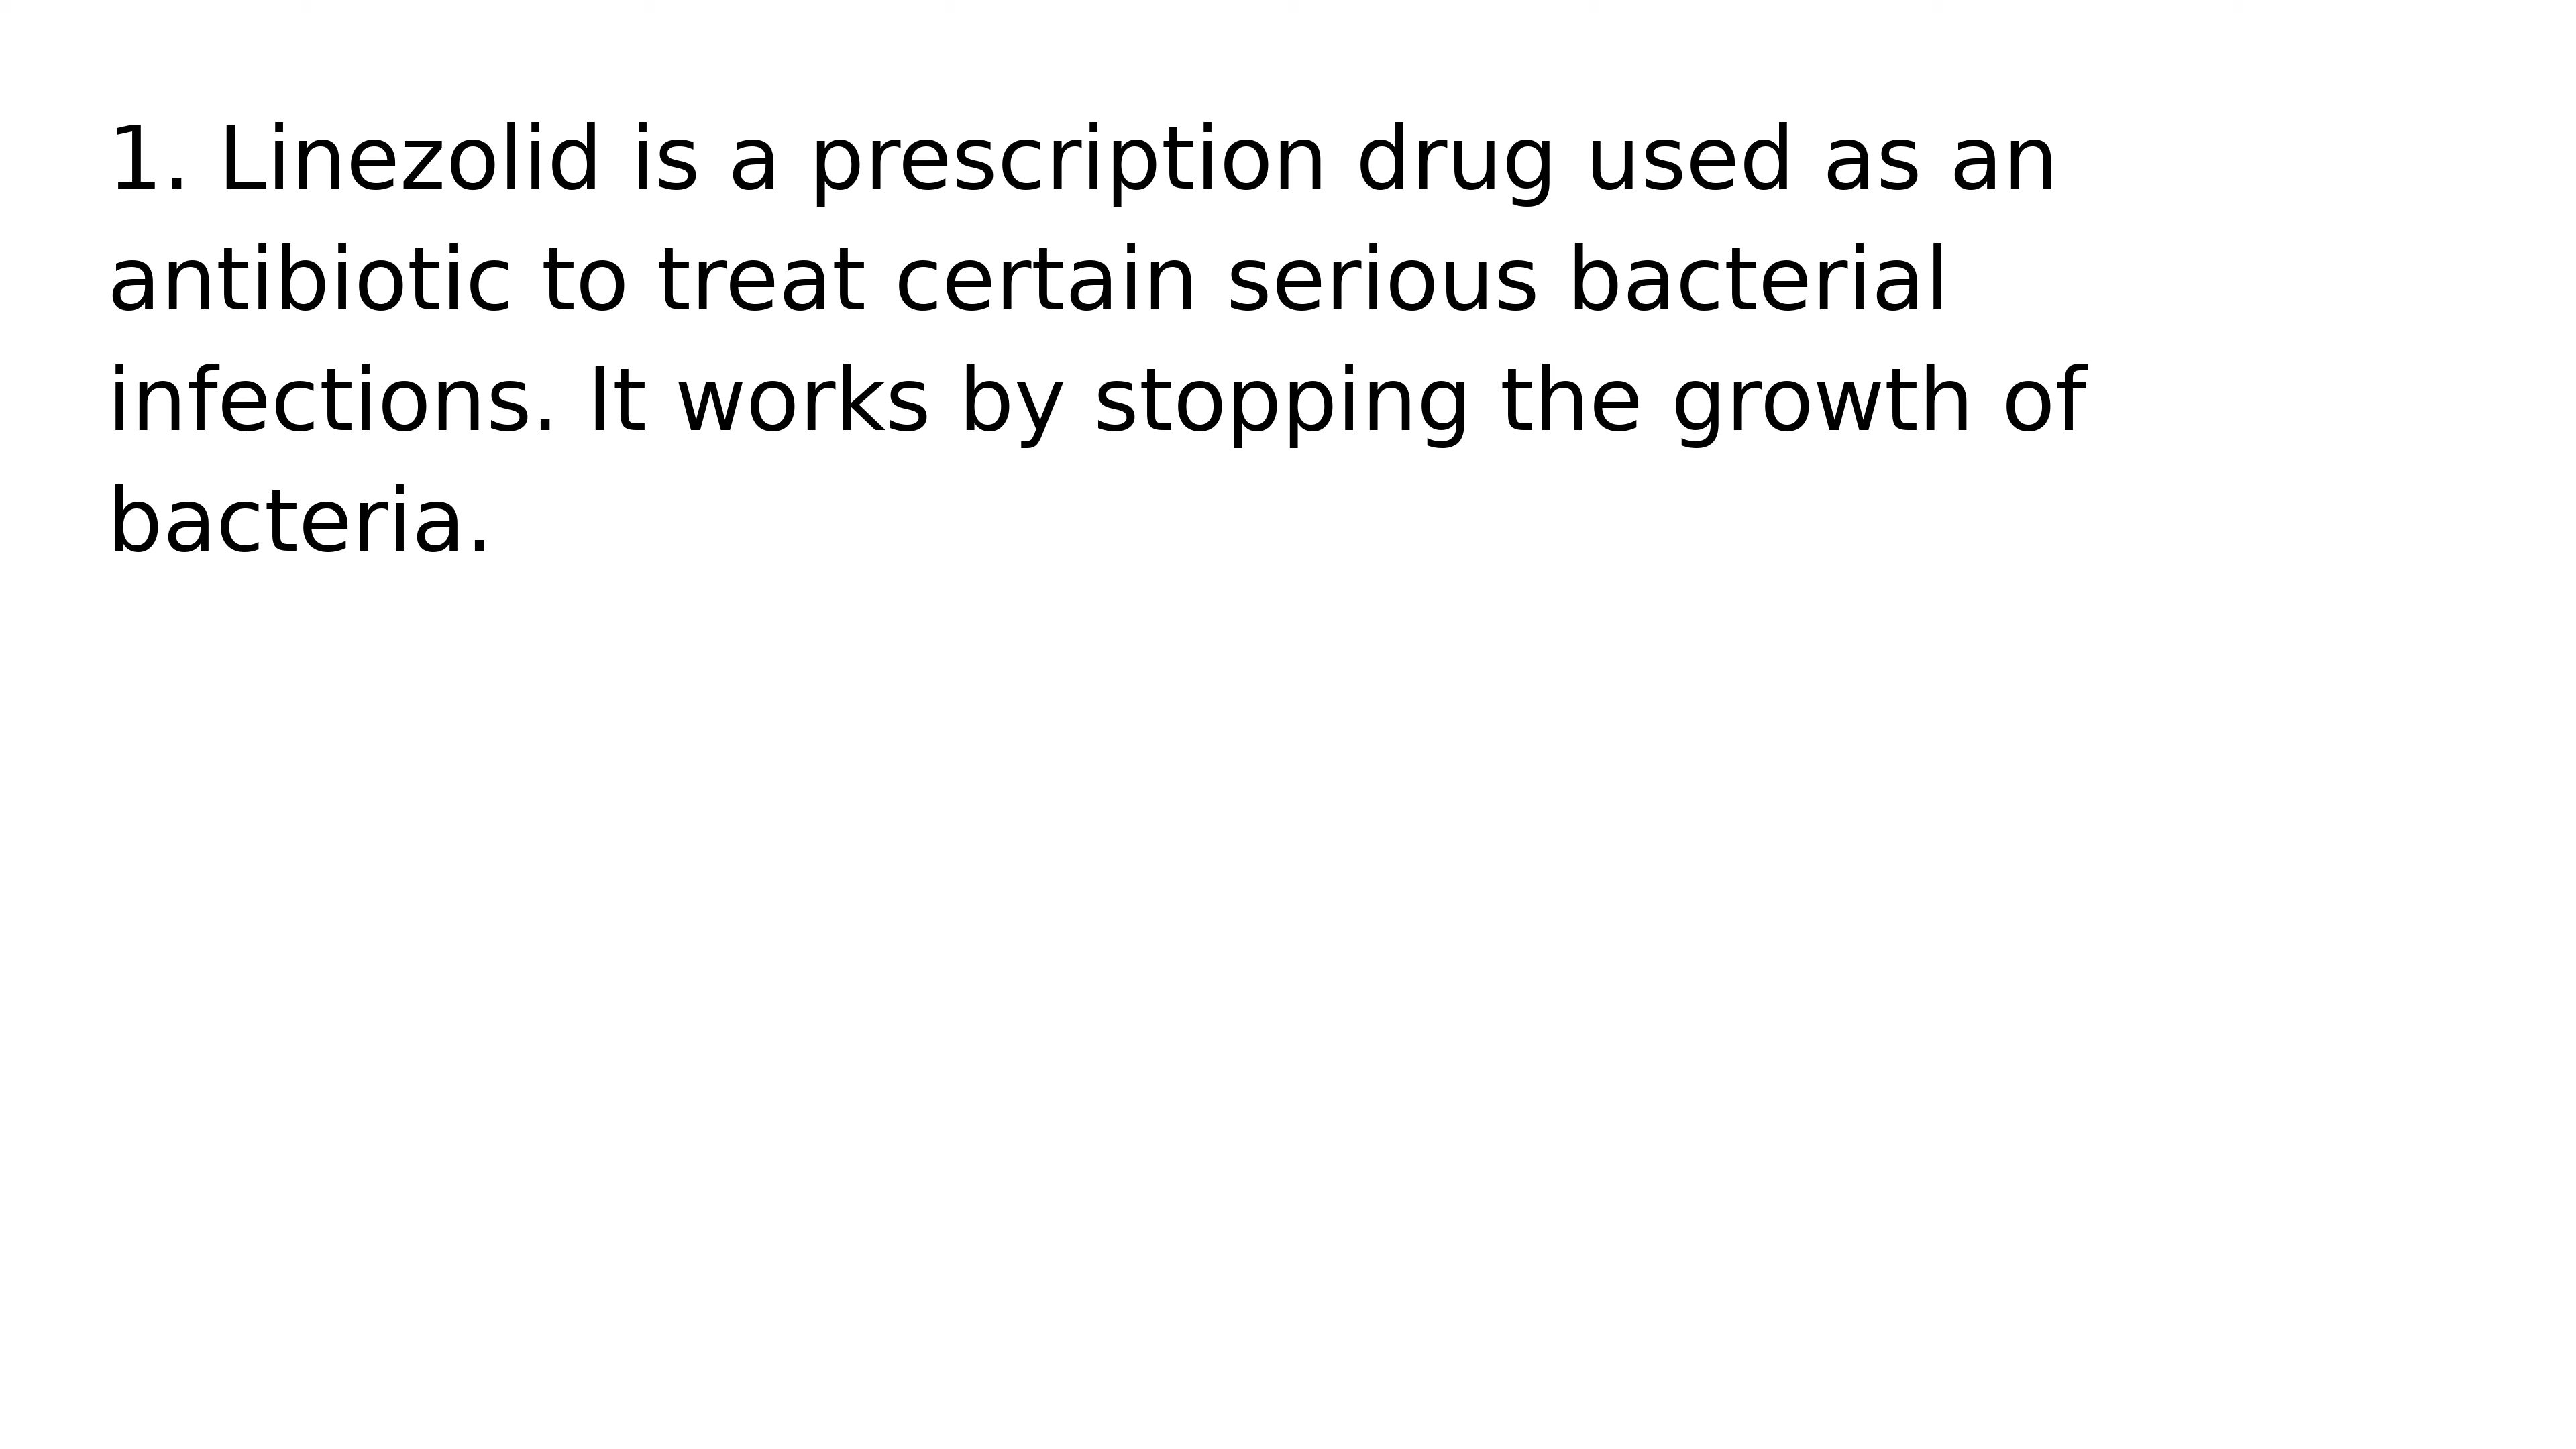 1. Linezolid is a prescription drug used as an
antibiotic to treat certain serious bacterial
infections. It works by stopping the growth of
bacteria.